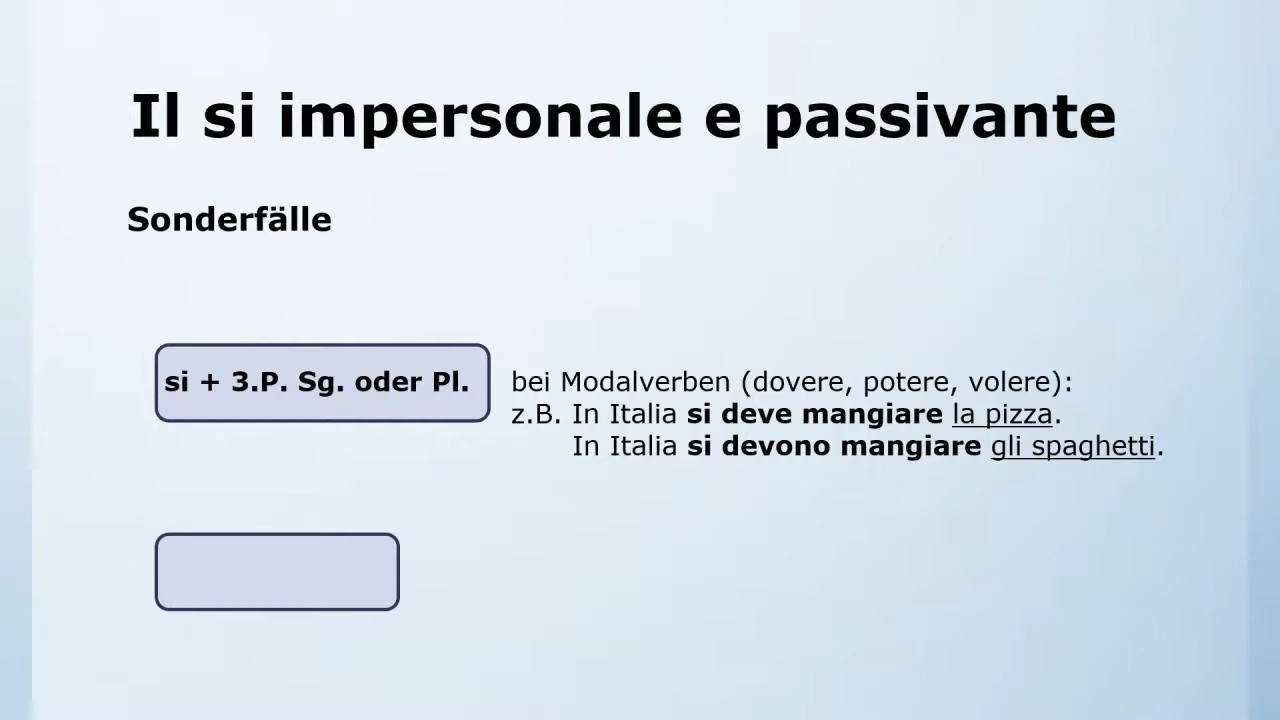 Il si impersonale e passivante
Sonderfälle
si + 3.P. Sg. oder Pl.
bei Modalverben (dovere, potere, volere):
z.B. In Italia si deve mangiare la pizza.
In Italia si devono mangiare gli spaghetti.